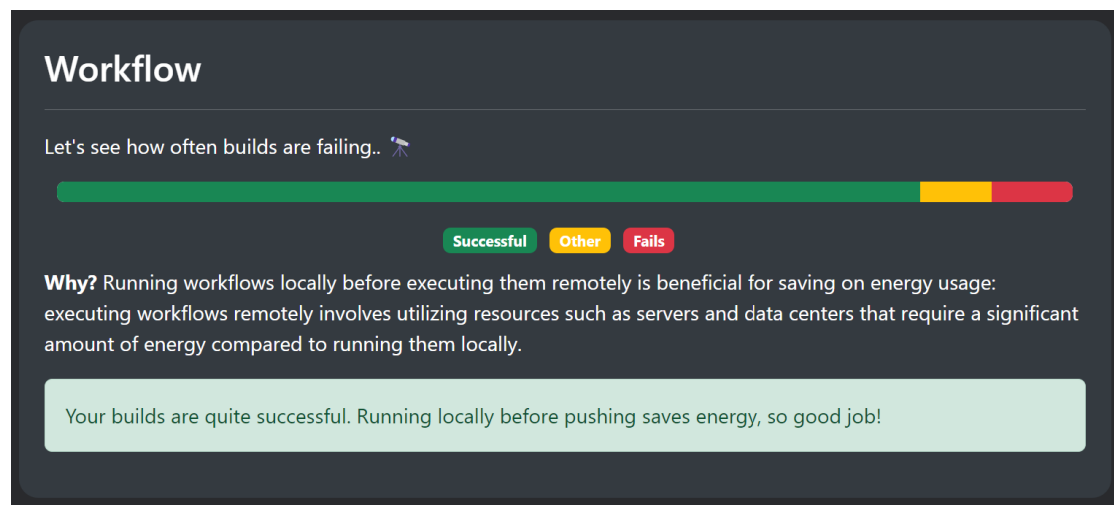 Workflow
Let's see how often builds are failing.. 🔭
Successful Other Fails
Why? Running workflows locally before executing them remotely is beneficial for saving on energy usage:
executing workflows remotely involves utilizing resources such as servers and data centers that require a significant
amount of energy compared to running them locally.
Your builds are quite successful. Running locally before pushing saves energy, so good job!